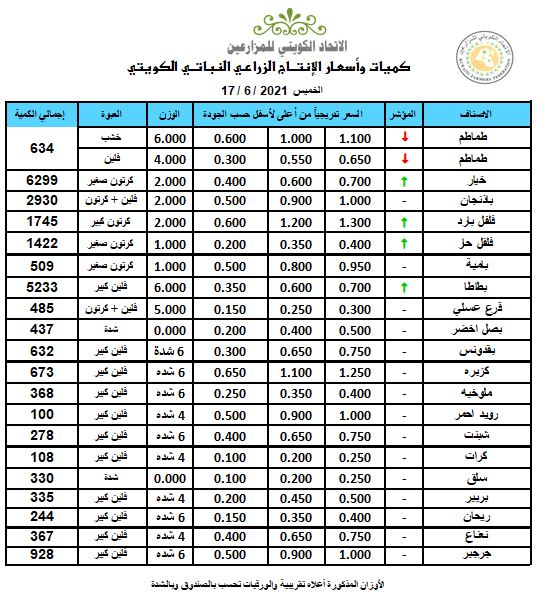 الاتحاد الكويتي للمزارعين
كميات وأسعار الإنتاج الزراعي النباتي الكويتي
الخميس 2021 / 6 / 17
الاصناف المؤشر السعر تدريجياً من أعلى لأسفل حسب الجودة الوزن العبوة إجمالي الكمية
طماطم ↓ 1.100 1.000 0.600 6.000 خشب 634
طماطم ↓ 0.650 0.550 0.300 4.000 فلين
خيار ↑ 0.700 0.600 0.400 2.000 كرتون صغير 6299
باذنجان - 1.000 0.900 0.500 2.000 فلين + كرتون 2930
فلفل بارد ↑ 1.300 1.200 0.600 2.000 كرتون كبير 1745
فلفل حار ↑ 0.400 0.350 0.200 1.000 كرتون صغير 1422
بامية - 0.950 0.800 0.500 1.000 كرتون صغير 509
بطاطا ↑ 0.700 0.600 0.350 6.000 فلين كبير 5233
قرع عسلي - 0.300 0.250 0.150 5.000 فلين + كرتون 485
بصل اخضر - 0.500 0.400 0.200 0.000 شدة 437
بقدونس - 0.750 0.650 0.300 6 شدة فلين كبير 632
كزبره - 1.250 1.100 0.650 6 شده فلين كبير 673
ملوخيه - 0.400 0.350 0.250 6 شده فلين كبير 368
رويد احمر - 1.000 0.900 0.500 4 شده فلين كبير 100
شبنت - 0.750 0.650 0.400 6 شده فلين كبير 278
كرات - 0.250 0.200 0.100 4 شده فلين كبير 108
سلق - 0.250 0.200 0.100 0.000 شدة 330
بربير - 0.500 0.450 0.200 4 شده فلين كبير 335
ريحان - 0.400 0.350 0.150 6 شده فلين كبير 244
نعناع - 0.750 0.650 0.400 4 شده فلين كبير 367
جرجير - 1.000 0.900 0.500 6 شده فلين كبير 928
الأوزان المذكورة أعلاه تقريبية والورقيات تحسب بالصندوق وبالشدة